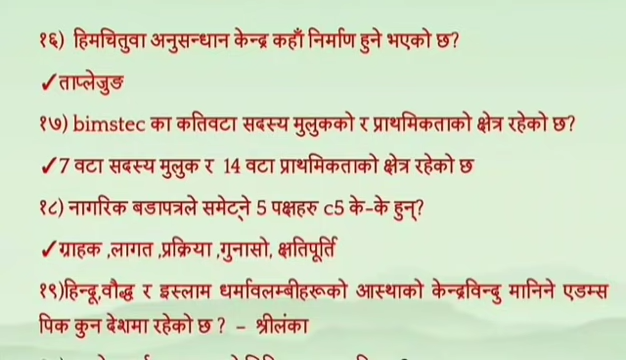 १६) हिमचितुवा अनुसन्धान केन्द्र कहाँ निर्माण हुने भएको छ?
✓ताप्लेजुङ
१७) bimstec का कतिवटा सदस्य मुलुकको र प्राथमिकताको क्षेत्र रहेको छ?
✓7 वटा सदस्य मुलुक र 14 वटा प्राथमिकताको क्षेत्र रहेको छ
१८) नागरिक बडापत्रले समेट्ने 5 पक्षहरु c5 के-के हुन्?
✓ग्राहक ,लागत ,प्रक्रिया ,गुनासो, क्षतिपूर्ति
१९)हिन्दू,वौद्ध र इस्लाम धर्मावलम्बीहरूको आस्थाको केन्द्रविन्दु मानिने एडम्स
पिक कुन देशमा रहेको छ ? – श्रीलंका